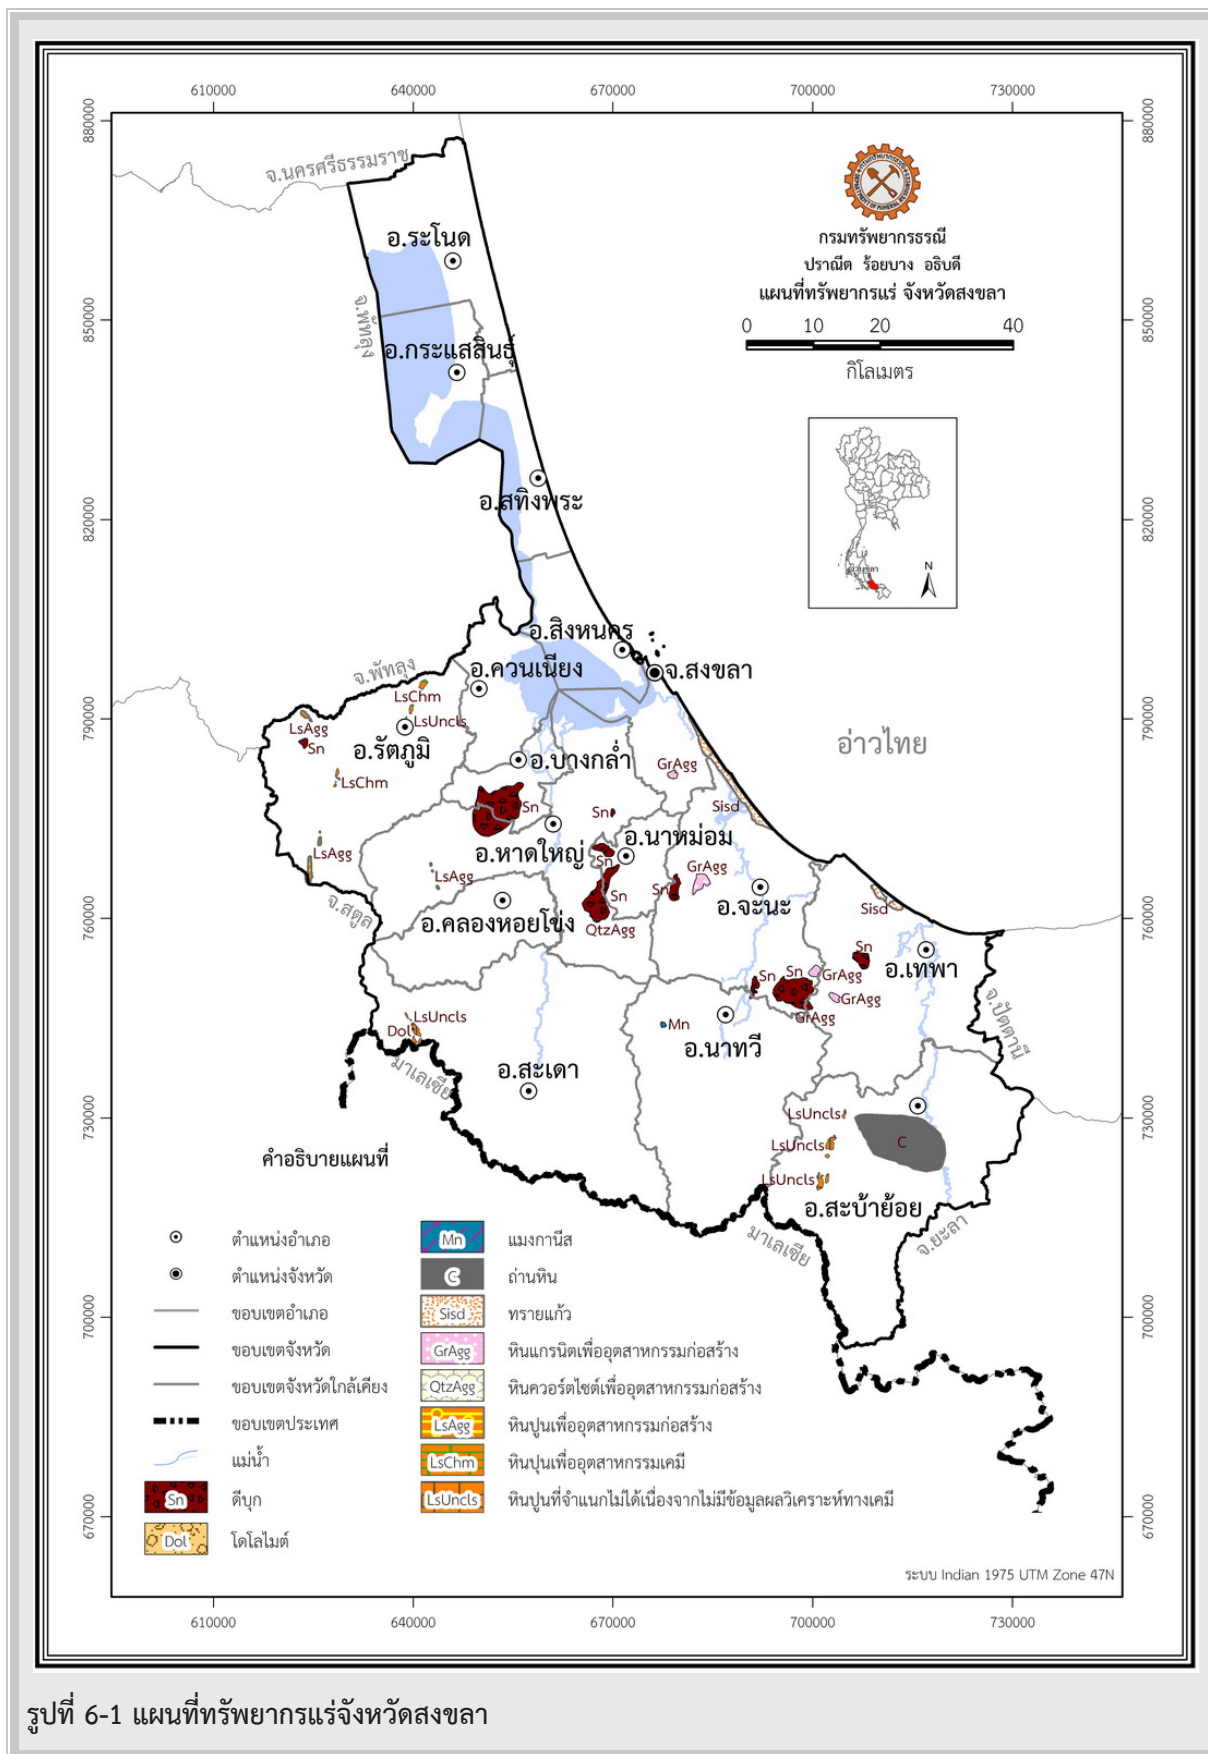 610000 640000 670000 700000 730000
880000 880000
850000 850000
820000 820000
790000 790000
760000 760000
730000 730000
700000 700000
670000 670000
DEPARTMENT OF MINERAL RESOURCES
กรมทรัพยากรธรณี
ปราณีต ร้อยบาง อธิบดี
แผนที่ทรัพยากรแร่ จังหวัดสงขลา
0 10 20 40
กิโลเมตร
N
จ.นครศรีธรรมราช
อ.ระโนด
จ.พัทลุง
อ.กระแสสินธุ์
อ.สทิงพระ
อ.สิงหนคร
จ.สงขลา
อ.ควนเนียง
จ.พัทลุง
LsChm
LsUncls
LsAgg
Sn
อ.รัตภูมิ
LsChm
อ่าวไทย
อ.บางกล่ำ
GrAgg
Sn
Sn
Sisd
อ.นาหม่อม
อ.หาดใหญ่
LsAgg
Sn
GrAgg
LsAgg
Sn
Sn
อ.จะนะ
Sisd
จ.สตูล
อ.คลองหอยโข่ง
QtzAgg
Sn
อ.เทพา
Sn
Sn
GrAgg
GrAgg
GrAgg
จ.ปัตตานี
LsUncls
Dol
Mn
อ.นาทวี
มาเลเซีย
อ.สะเดา
LsUncls
LsUncls
C
LsUncls
อ.สะบ้าย้อย
มาเลเซีย
จ.ยะลา
คำอธิบายแผนที่
ตำแหน่งอำเภอ
ตำแหน่งจังหวัด
ขอบเขตอำเภอ
ขอบเขตจังหวัด
ขอบเขตจังหวัดใกล้เคียง
ขอบเขตประเทศ
แม่น้ำ
Sn ดีบุก
Dol โดโลไมต์
Mn แมงกานีส
C ถ่านหิน
Sisd ทรายแก้ว
GrAgg หินแกรนิตเพื่ออุตสาหกรรมก่อสร้าง
QtzAgg หินควอร์ตไซต์เพื่ออุตสาหกรรมก่อสร้าง
LsAgg หินปูนเพื่ออุตสาหกรรมก่อสร้าง
LsChm หินปูนเพื่ออุตสาหกรรมเคมี
LsUncls หินปูนที่จำแนกไม่ได้เนื่องจากไม่มีข้อมูลผลวิเคราะห์ทางเคมี
ระบบ Indian 1975 UTM Zone 47N
610000 640000 670000 700000 730000
รูปที่ 6-1 แผนที่ทรัพยากรแร่จังหวัดสงขลา